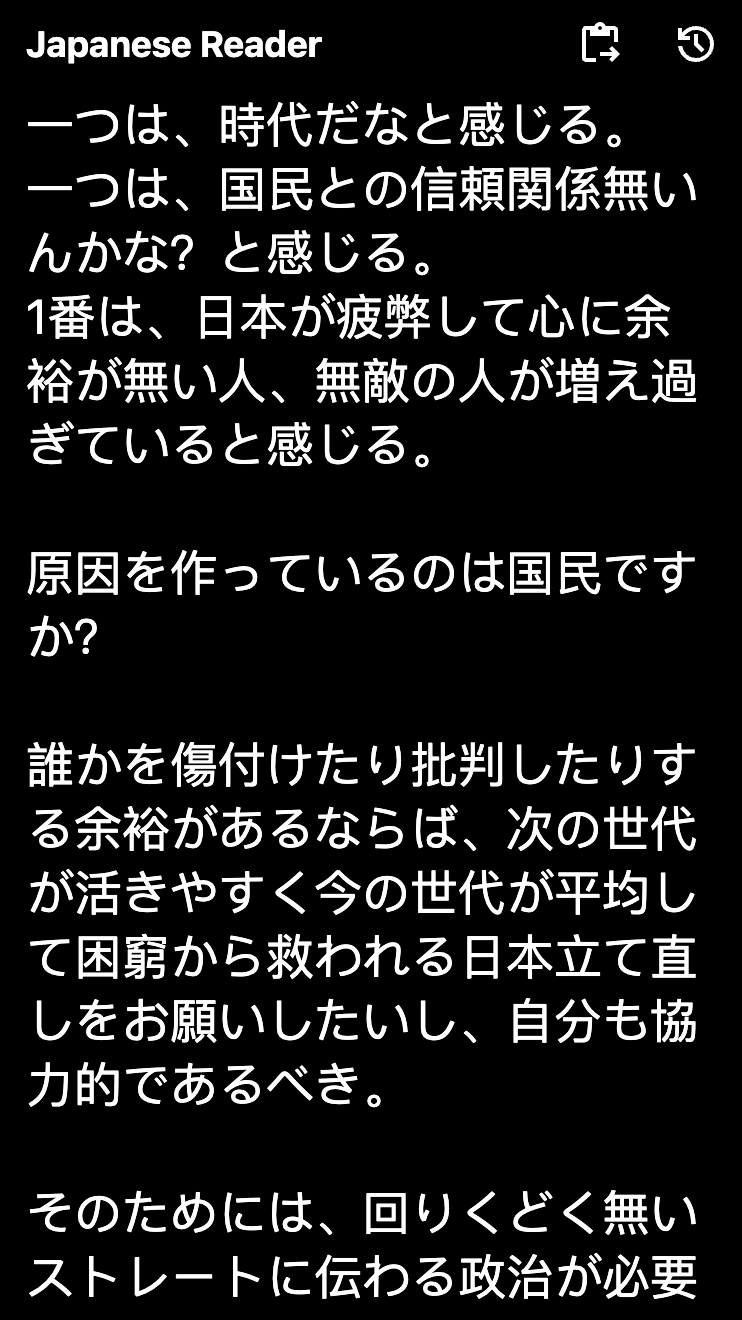 Japanese Reader
一つは、時代だなと感じる。
一つは、国民との信頼関係無い
んかな？と感じる。
1番は、日本が疲弊して心に余
裕が無い人、無敵の人が増え過
ぎていると感じる。
原因を作っているのは国民です
か？
誰かを傷付けたり批判したりす
る余裕があるならば、次の世代
が活きやすく今の世代が平均し
て困窮から救われる日本立て直
しをお願いしたいし、自分も協
力的であるべき。
そのためには、回りくどく無い
ストレートに伝わる政治が必要